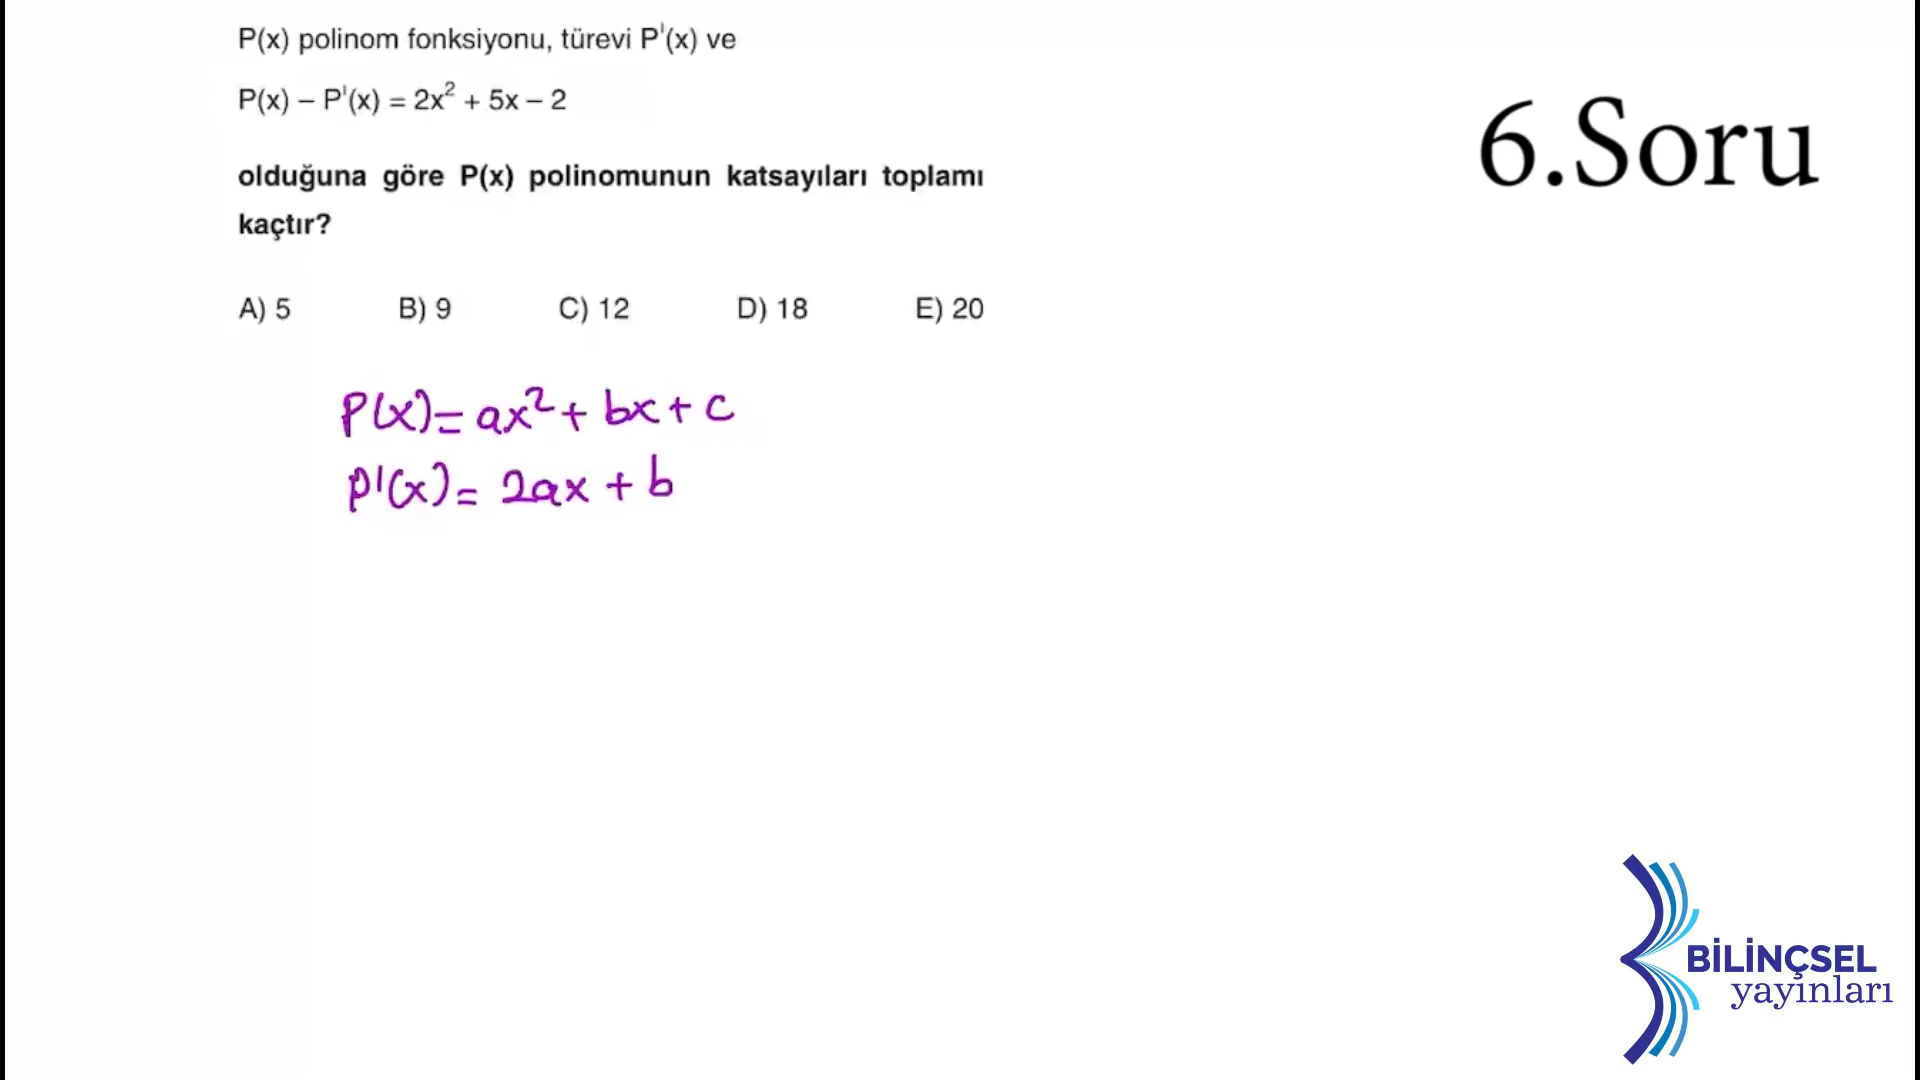 P(x) polinom fonksiyonu, türevi P'(x) ve
P(x) – P'(x) = 2x² + 5x – 2
olduğuna göre P(x) polinomunun katsayıları toplamı
kaçtır?
A) 5 B) 9 C) 12 D) 18 E) 20
P(x) = ax² + bx + c
P'(x) = 2ax + b
6.Soru
BİLİNÇSEL
yayınları